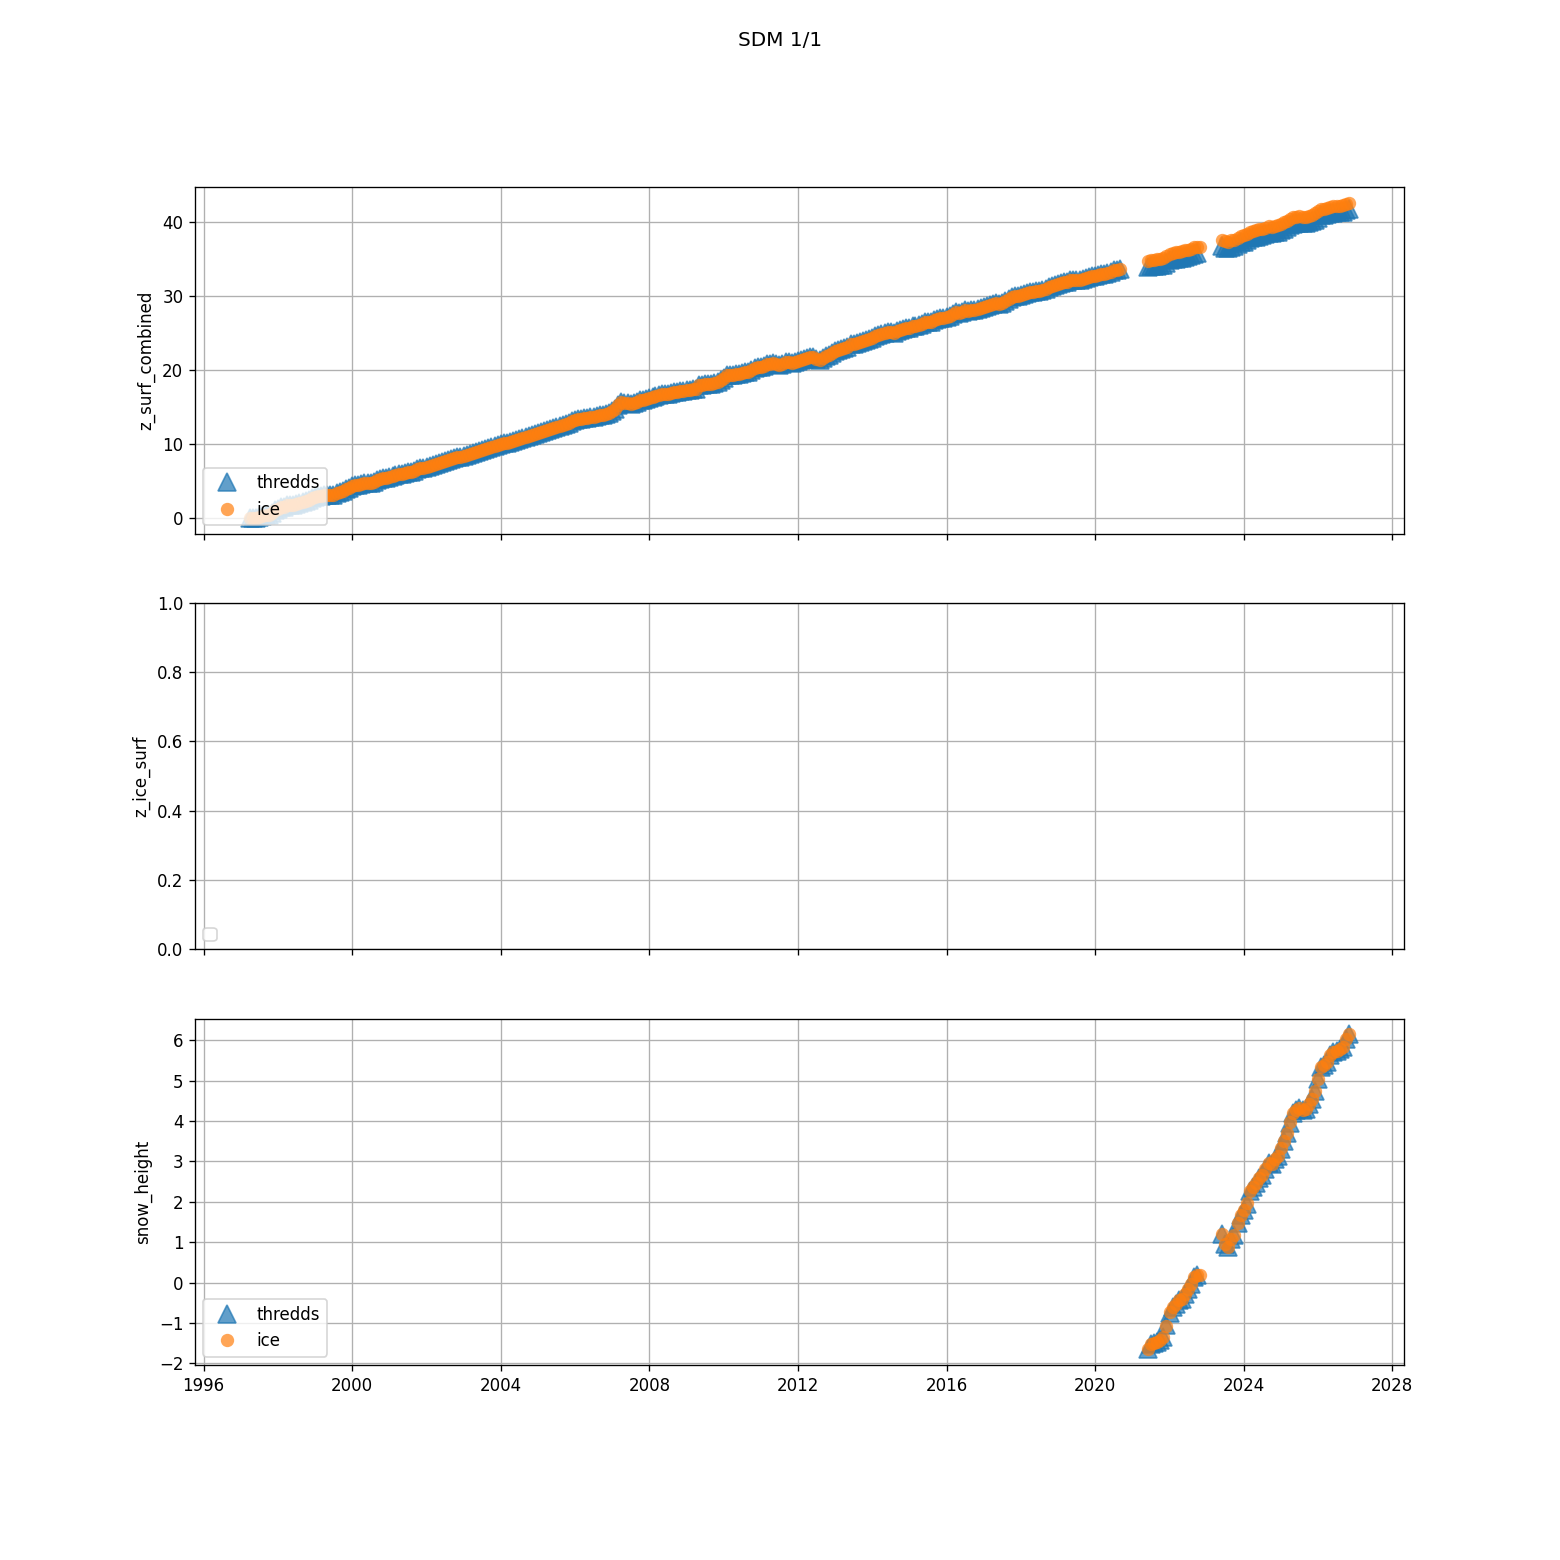 SDM 1/1
z_surf_combined
40
30
20
10
0
thredds
ice
z_ice_surf
1.0
0.8
0.6
0.4
0.2
0.0
snow_height
6
5
4
3
2
1
0
−1
−2
thredds
ice
1996 2000 2004 2008 2012 2016 2020 2024 2028